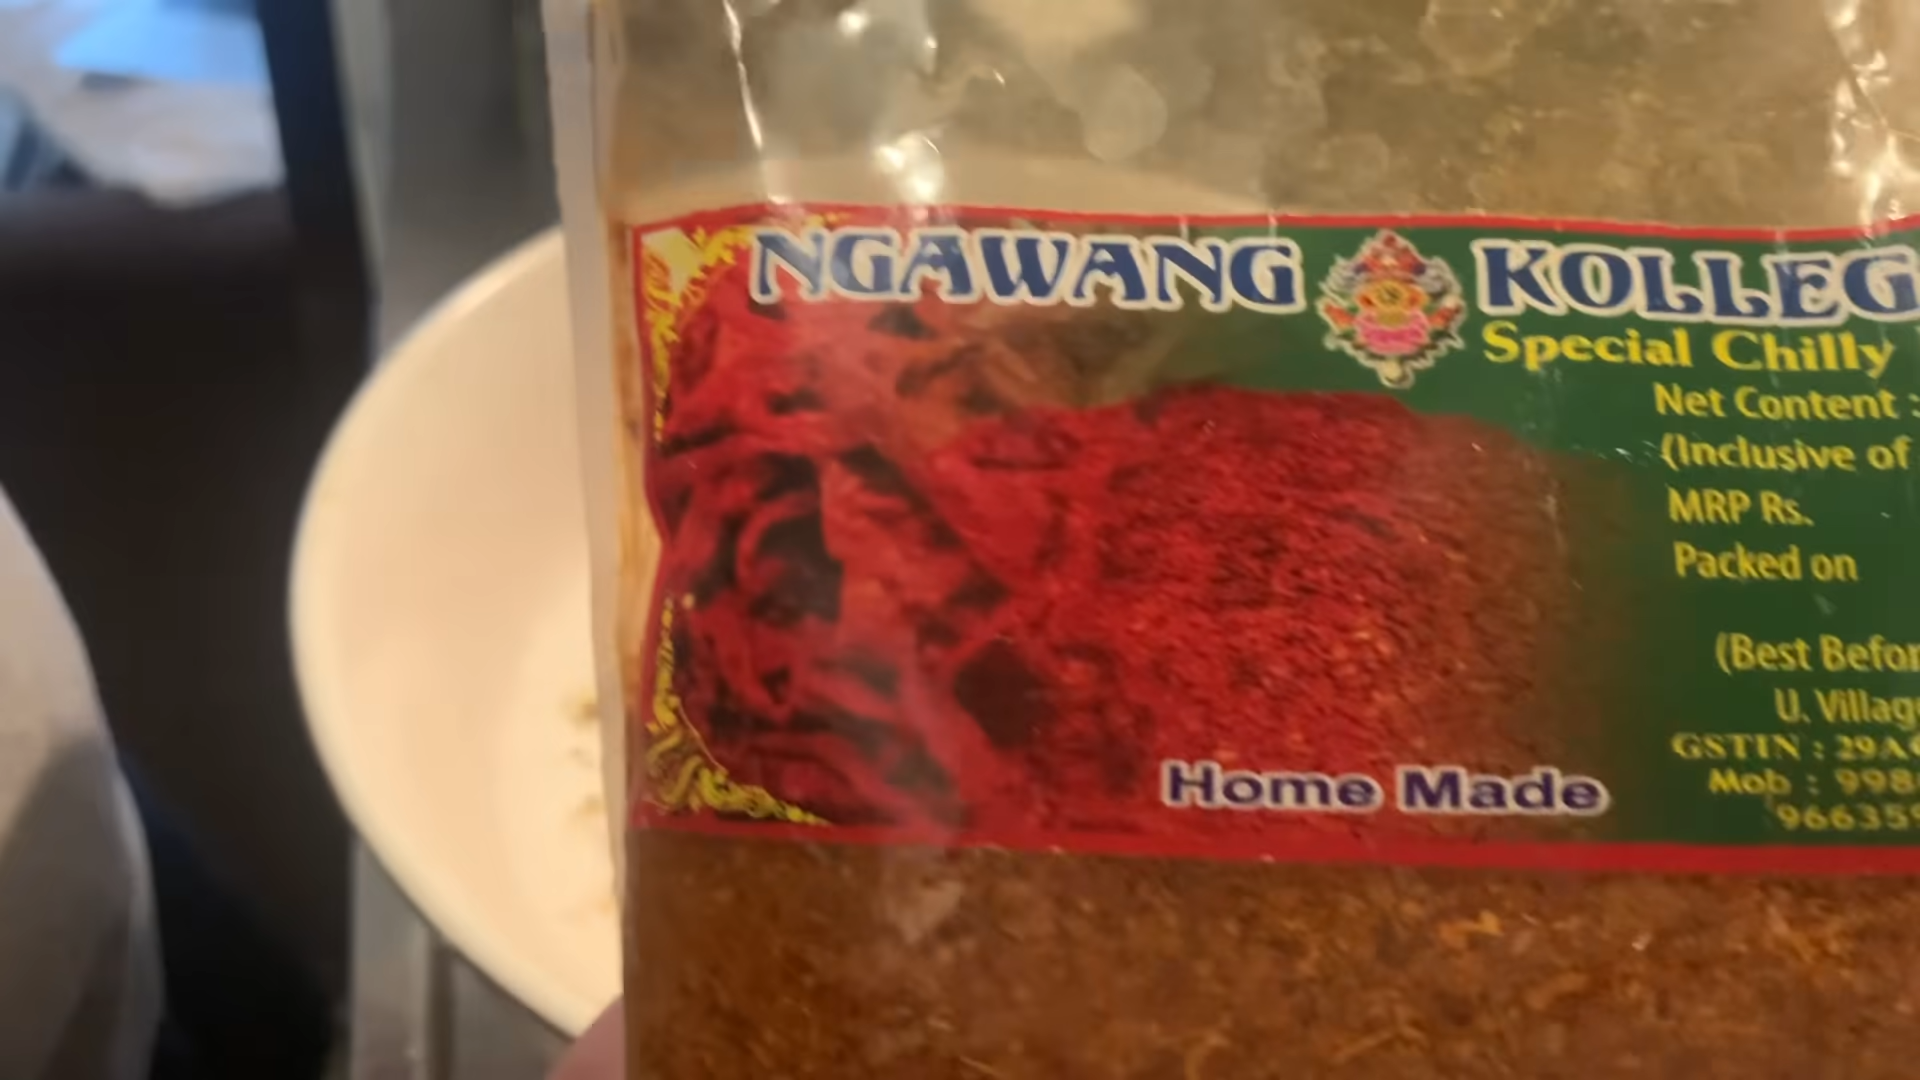 NGAWANG KOLLEG
Special Chilly
Net Content :
(Inclusive of
MRP Rs.
Packed on
(Best Befor
U. Villag
GSTIN : 29A
Mob : 998
96635
Home Made